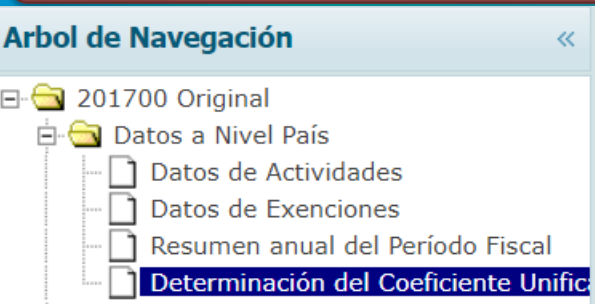 Arbol de Navegación «
201700 Original
Datos a Nivel País
Datos de Actividades
Datos de Exenciones
Resumen anual del Período Fiscal
Determinación del Coeficiente